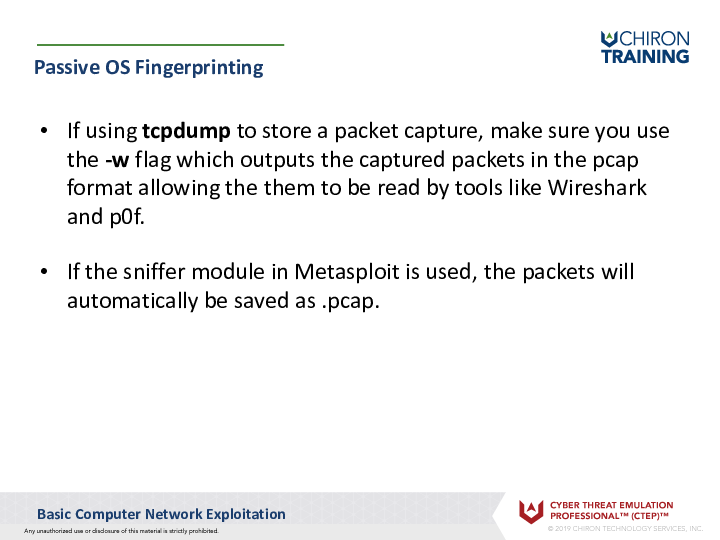 CHIRON
TRAINING
Passive OS Fingerprinting
• If using tcpdump to store a packet capture, make sure you use
the -w flag which outputs the captured packets in the pcap
format allowing the them to be read by tools like Wireshark
and p0f.
• If the sniffer module in Metasploit is used, the packets will
automatically be saved as .pcap.
Basic Computer Network Exploitation
CYBER THREAT EMULATION
PROFESSIONAL™ (CTEP)™
Any unauthorized use or disclosure of this material is strictly prohibited.
© 2019 CHIRON TECHNOLOGY SERVICES, INC.